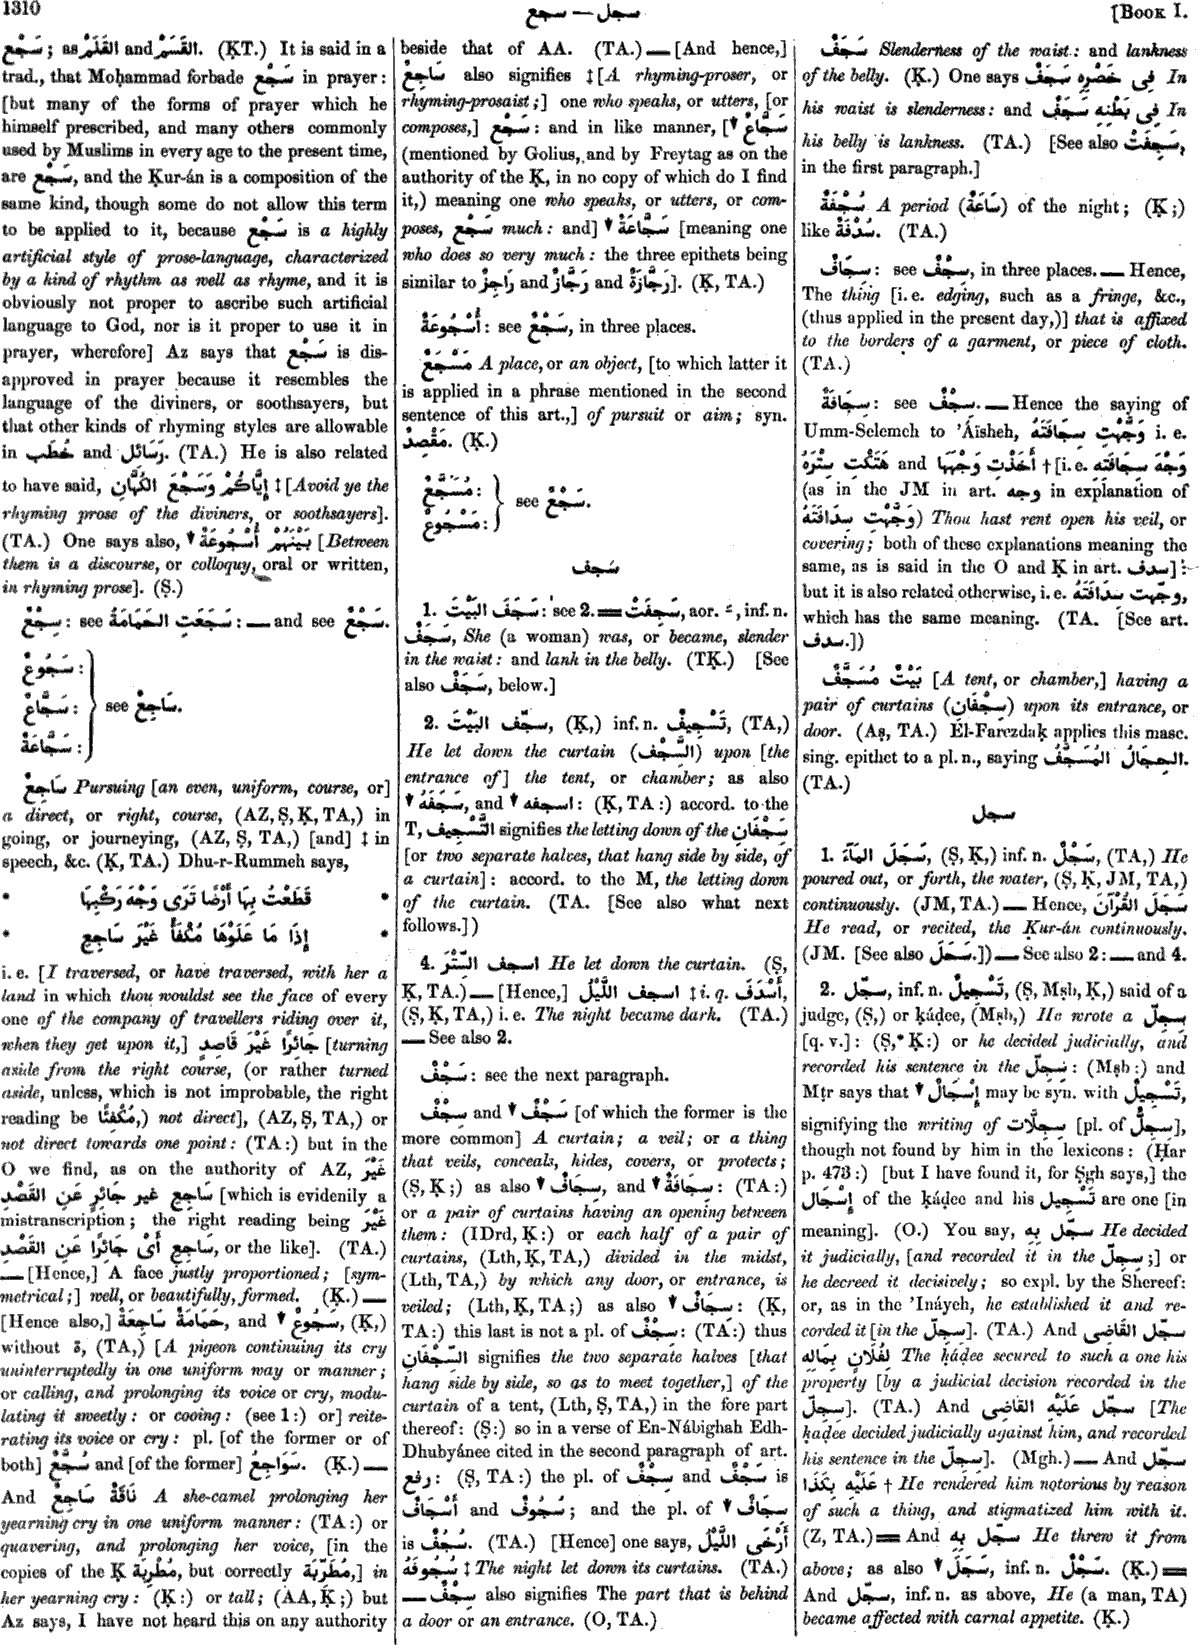 1310
سجع — سجل
[BOOK I.
سَجْع; as القَسَمْ and القَلَمْ. (ḲT.) It is said in a
trad., that Moḥammad forbade سَجْع in prayer:
[but many of the forms of prayer which he
himself prescribed, and many others commonly
used by Muslims in every age to the present time,
are سَجْع, and the Ḳur-án is a composition of the
same kind, though some do not allow this term
to be applied to it, because سَجْع is a highly
artificial style of prose-language, characterized
by a kind of rhythm as well as rhyme, and it is
obviously not proper to ascribe such artificial
language to God, nor is it proper to use it in
prayer, wherefore] Az says that سَجْع is dis-
approved in prayer because it resembles the
language of the diviners, or soothsayers, but
that other kinds of rhyming styles are allowable
in خُطَب and رَسَائِل. (TA.) He is also related
to have said, إِيَّاكُمْ وَسَجْعَ الكُهَّانِ ‡ [Avoid ye the
rhyming prose of the diviners, or soothsayers].
(TA.) One says also, بَيْنَهُمْ أُسْجُوعَةٌ ▼ [Between
them is a discourse, or colloquy, oral or written,
in rhyming prose]. (Ṣ.)
سِجْعٌ: see سَجَعَتِ الحَمَامَةُ: — and see سَجْعٌ.
سَجُوعٌ:
سَجَّاعٌ: see سَاجِعٌ.
سَجَّاعَةٌ:
سَاجِعٌ Pursuing [an even, uniform, course, or]
a direct, or right, course, (AZ, Ṣ, Ḳ, TA,) in
going, or journeying, (AZ, Ṣ, TA,) [and] ‡ in
speech, &c. (Ḳ, TA.) Dhu-r-Rummeh says,
* قَطَعْتُ بِهَا أَرْضًا تَرَى وَجْهَ رَكْبِهَا *
* إِذَا مَا عَلَوْهَا مُكْفَأً غَيْرَ سَاجِعِ *
i. e. [I traversed, or have traversed, with her a
land in which thou wouldst see the face of every
one of the company of travellers riding over it,
when they get upon it,] جَائِرًا غَيْرَ قَاصِدٍ [turning
aside from the right course, (or rather turned
aside, unless, which is not improbable, the right
reading be مُكْفِئًا,) not direct], (AZ, Ṣ, TA,) or
not direct towards one point: (TA:) but in the
O we find, as on the authority of AZ, غَيْرَ
سَاجِعٍ غير جَائِرٍ عَنِ القَصْدِ [which is evidenily a
mistranscription; the right reading being غَيْرَ
سَاجِعٍ أَىْ جَائِرًا عَنِ القَصْدِ, or the like]. (TA.)
— [Hence,] A face justly proportioned; [sym-
metrical;] well, or beautifully, formed. (Ḳ.) —
[Hence also,] حَمَامَةٌ سَاجِعَةٌ, and ▼ سَجُوعٌ, (Ḳ,)
without ة, (TA,) [A pigeon continuing its cry
uninterruptedly in one uniform way or manner;
or calling, and prolonging its voice or cry, modu-
lating it sweetly: or cooing: (see 1:) or] reite-
rating its voice or cry: pl. [of the former or of
both] سُجَّعٌ and [of the former] سَوَاجِعُ. (Ḳ.) —
And نَاقَةٌ سَاجِعٌ A she-camel prolonging her
yearning cry in one uniform manner: (TA:) or
quavering, and prolonging her voice, [in the
copies of the Ḳ مُطْرِبَة, but correctly مُطَرِّبَة,] in
her yearning cry: (Ḳ:) or tall; (AA, Ḳ;) but
Az says, I have not heard this on any authority
beside that of AA. (TA.) — [And hence,]
سَاجِعٌ also signifies ‡ [A rhyming-proser, or
rhyming-prosaist;] one who speaks, or utters, [or
composes,] سَجْع: and in like manner, [▼ سَجَّاعٌ
(mentioned by Golius, and by Freytag as on the
authority of the Ḳ, in no copy of which do I find
it,) meaning one who speaks, or utters, or com-
poses, سَجْع much: and] ▼ سَجَّاعَةٌ [meaning one
who does so very much: the three epithets being
similar to رَاجِزٌ and رَجَّازٌ and رَجَّازَةٌ]. (Ḳ, TA.)
أُسْجُوعَةٌ: see سَجْعٌ, in three places.
مَسْجَعٌ A place, or an object, [to which latter it
is applied in a phrase mentioned in the second
sentence of this art.,] of pursuit or aim; syn.
مَقْصِدٌ. (Ḳ.)
مُسَجَّعٌ:
مَسْجُوعٌ: see سَجْعٌ.
سجف
1. سَجَفَ البَيْتَ: see 2. ═ سَجِفَتْ, aor. ـَ, inf. n.
سَجَفٌ, She (a woman) was, or became, slender
in the waist: and lank in the belly. (TḲ.) [See
also سَجَفٌ, below.]
2. سجّف البَيْتَ, (Ḳ,) inf. n. تَسْجِيفٌ, (TA,)
He let down the curtain (السَّجْف) upon [the
entrance of] the tent, or chamber; as also
▼ سَجَفَهُ, and ▼ اسجفه: (Ḳ, TA:) accord. to the
T, التَّسْجِيف signifies the letting down of the سَجْفَانِ
[or two separate halves, that hang side by side, of
a curtain]: accord. to the M, the letting down
of the curtain. (TA. [See also what next
follows.])
4. اسجف السِّتْرَ He let down the curtain. (Ṣ,
Ḳ, TA.) — [Hence,] اسجف اللَّيْلُ ‡ i. q. أَسْدَفَ,
(Ṣ, Ḳ, TA,) i. e. The night became dark. (TA.)
— See also 2.
سَجْفٌ: see the next paragraph.
سِجْفٌ and ▼ سَجْفٌ [of which the former is the
more common] A curtain; a veil; or a thing
that veils, conceals, hides, covers, or protects;
(Ṣ, Ḳ;) as also ▼ سِجَافٌ, and ▼ سِجَافَةٌ: (TA:)
or a pair of curtains having an opening between
them: (IDrd, Ḳ:) or each half of a pair of
curtains, (Lth, Ḳ, TA,) divided in the midst,
(Lth, TA,) by which any door, or entrance, is
veiled; (Lth, Ḳ, TA;) as also ▼ سِجَافٌ: (Ḳ,
TA:) this last is not a pl. of سِجْفٌ: (TA:) thus
السِّجْفَانِ signifies the two separate halves [that
hang side by side, so as to meet together,] of the
curtain of a tent, (Lth, Ṣ, TA,) in the fore part
thereof: (Ṣ:) so in a verse of En-Nábighah Edh-
Dhubyánee cited in the second paragraph of art.
رفع: (Ṣ, TA:) the pl. of سِجْفٌ and سَجْفٌ is
أَسْجَافٌ and سُجُوفٌ; and the pl. of ▼ سِجَافٌ
is سُجُفٌ. (TA.) [Hence] one says, أَرْخَى اللَّيْلُ
سُجُوفَهُ ‡ The night let down its curtains. (TA.)
— سِجْفٌ also signifies The part that is behind
a door or an entrance. (O, TA.)
سَجَفٌ Slenderness of the waist: and lankness
of the belly. (Ḳ.) One says فِى خَصْرِهِ سَجَفٌ In
his waist is slenderness: and فِى بَطْنِهِ سَجَفٌ In
his belly is lankness. (TA.) [See also سَجِفَتْ,
in the first paragraph.]
سُجْفَةٌ A period (سَاعَةٌ) of the night; (Ḳ;)
like سُدْفَةٌ. (TA.)
سِجَافٌ: see سِجْفٌ, in three places. — Hence,
The thing [i. e. edging, such as a fringe, &c.,
(thus applied in the present day,)] that is affixed
to the borders of a garment, or piece of cloth.
(TA.)
سِجَافَةٌ: see سِجْفٌ. — Hence the saying of
Umm-Selemeh to 'Áïsheh, وَجَّهْتِ سِجَافَتَهُ i. e.
هَتَكْتِ سِتْرَهُ and أَخَذْتِ وَجْهَهَا † [i. e. وَجْهَ سِجَافَتِهِ
(as in the JM in art. وجه in explanation of
وَجَّهْتِ سِدَافَتَهُ) Thou hast rent open his veil, or
covering; both of these explanations meaning the
same, as is said in the O and Ḳ in art. سدف]:
but it is also related otherwise, i. e. وَجَّهْتِ سِدَافَتَهُ,
which has the same meaning. (TA. [See art.
سدف.])
بَيْتٌ مُسَجَّفٌ [A tent, or chamber,] having a
pair of curtains (سِجْفَانِ) upon its entrance, or
door. (Aṣ, TA.) El-Farezdaḳ applies this masc.
sing. epithet to a pl. n., saying الحِجَالُ المُسَجَّفُ.
(TA.)
سجل
1. سَجَلَ المَآءَ, (Ṣ, Ḳ,) inf. n. سَجْلٌ, (TA,) He
poured out, or forth, the water, (Ṣ, Ḳ, JM, TA,)
continuously. (JM, TA.) — Hence, سَجَلَ القُرْآنَ
He read, or recited, the Ḳur-án continuously.
(JM. [See also سَحَلَ.]) — See also 2: — and 4.
2. سجّل, inf. n. تَسْجِيلٌ, (Ṣ, Mṣb, Ḳ,) said of a
judge, (Ṣ,) or ḳáḍee, (Mṣb,) He wrote a سِجِلّ
[q. v.]: (Ṣ,* Ḳ:) or he decided judicially, and
recorded his sentence in the سِجِلّ: (Mṣb:) and
Mṭr says that ▼ إِسْجَالٌ may be syn. with تَسْجِيلٌ,
signifying the writing of سِجِلَّات [pl. of سِجِلٌّ],
though not found by him in the lexicons: (Ḥar
p. 473:) [but I have found it, for Ṣgh says,] the
إِسْجَال of the ḳáḍee and his تَسْجِيل are one [in
meaning]. (O.) You say, سجّل بِهِ He decided
it judicially, [and recorded it in the سِجِلّ;] or
he decreed it decisively; so expl. by the Shereef:
or, as in the 'Ináyeh, he established it and re-
corded it [in the سِجِلّ]. (TA.) And سجّل القَاضِى
لِفُلَانٍ بِمَالِهِ The ḳáḍee secured to such a one his
property [by a judicial decision recorded in the
سِجِلّ]. (TA.) And سجّل عَلَيْهِ القَاضِى [The
ḳáḍee decided judicially against him, and recorded
his sentence in the سِجِلّ]. (Mgh.) — And سجّل
عَلَيْهِ بِكَذَا † He rendered him notorious by reason
of such a thing, and stigmatized him with it.
(Z, TA.) ═ And سجّل بِهِ He threw it from
above; as also ▼ سَجَلَ, inf. n. سَجْلٌ. (Ḳ.) ═
And سجّل, inf. n. as above, He (a man, TA)
became affected with carnal appetite. (Ḳ.)